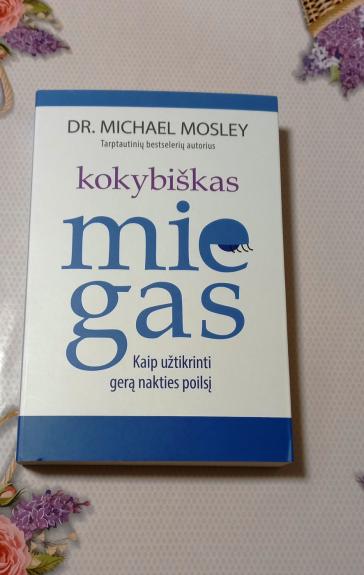 DR. MICHAEL MOSLEY
Tarptautinių bestselerių autorius
kokybiškas
mie
gas
Kaip užtikrinti
gerą nakties poilsį